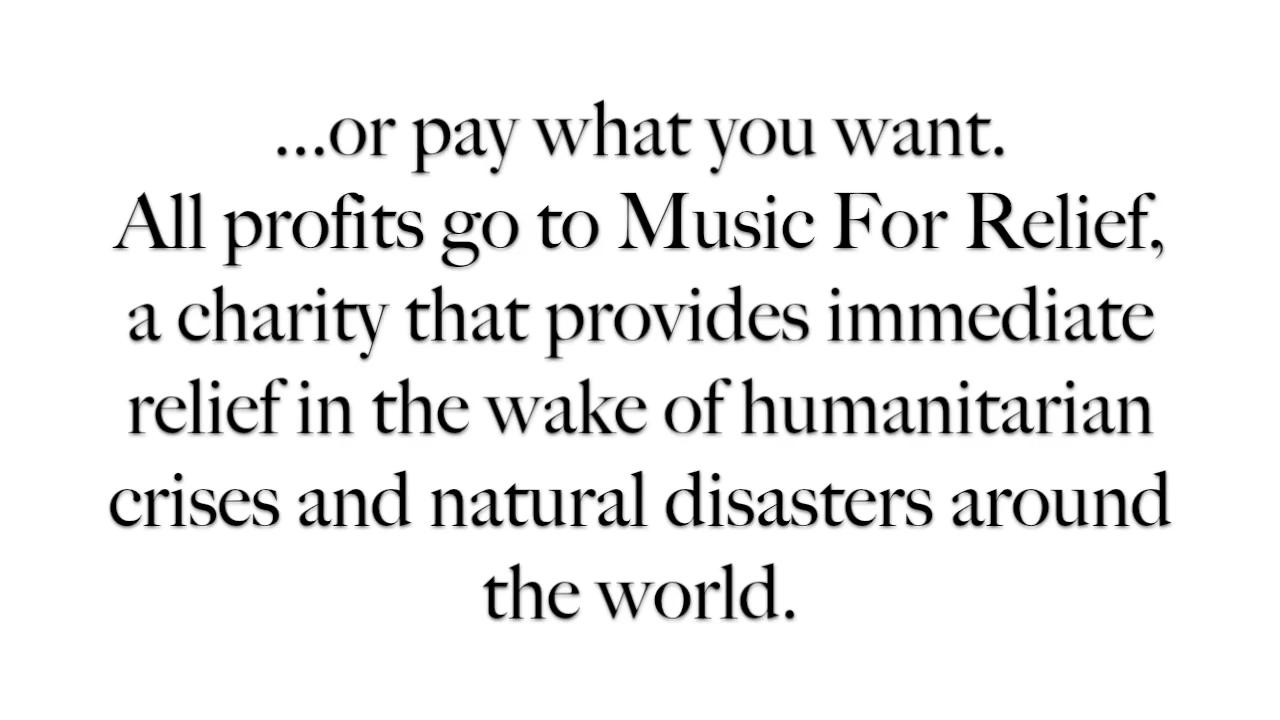 ...or pay what you want.
All profits go to Music For Relief,
a charity that provides immediate
relief in the wake of humanitarian
crises and natural disasters around
the world.